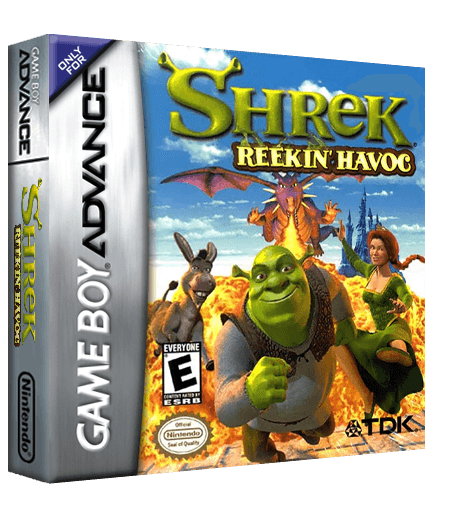 GAME BOY
ADVANCE
SHREK
REEKIN' HAVOC
Nintendo
ONLY
FOR
GAME BOY ADVANCE
SHREK
REEKIN' HAVOC
EVERYONE
E
CONTENT RATED BY
ESRB
Official
Nintendo
Seal of Quality
TDK